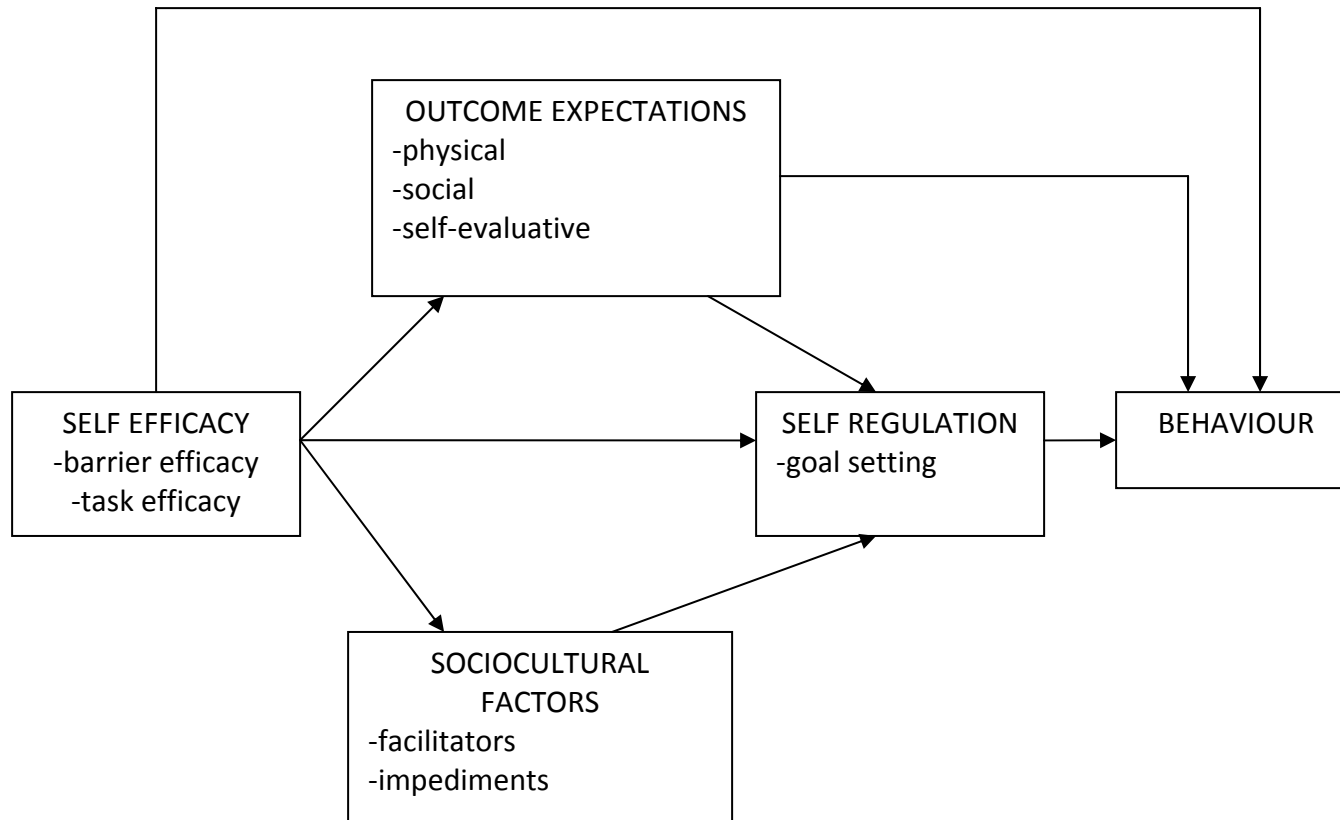 OUTCOME EXPECTATIONS
-physical
-social
-self-evaluative
SELF EFFICACY
-barrier efficacy
-task efficacy
SELF REGULATION
-goal setting
BEHAVIOUR
SOCIOCULTURAL
FACTORS
-facilitators
-impediments